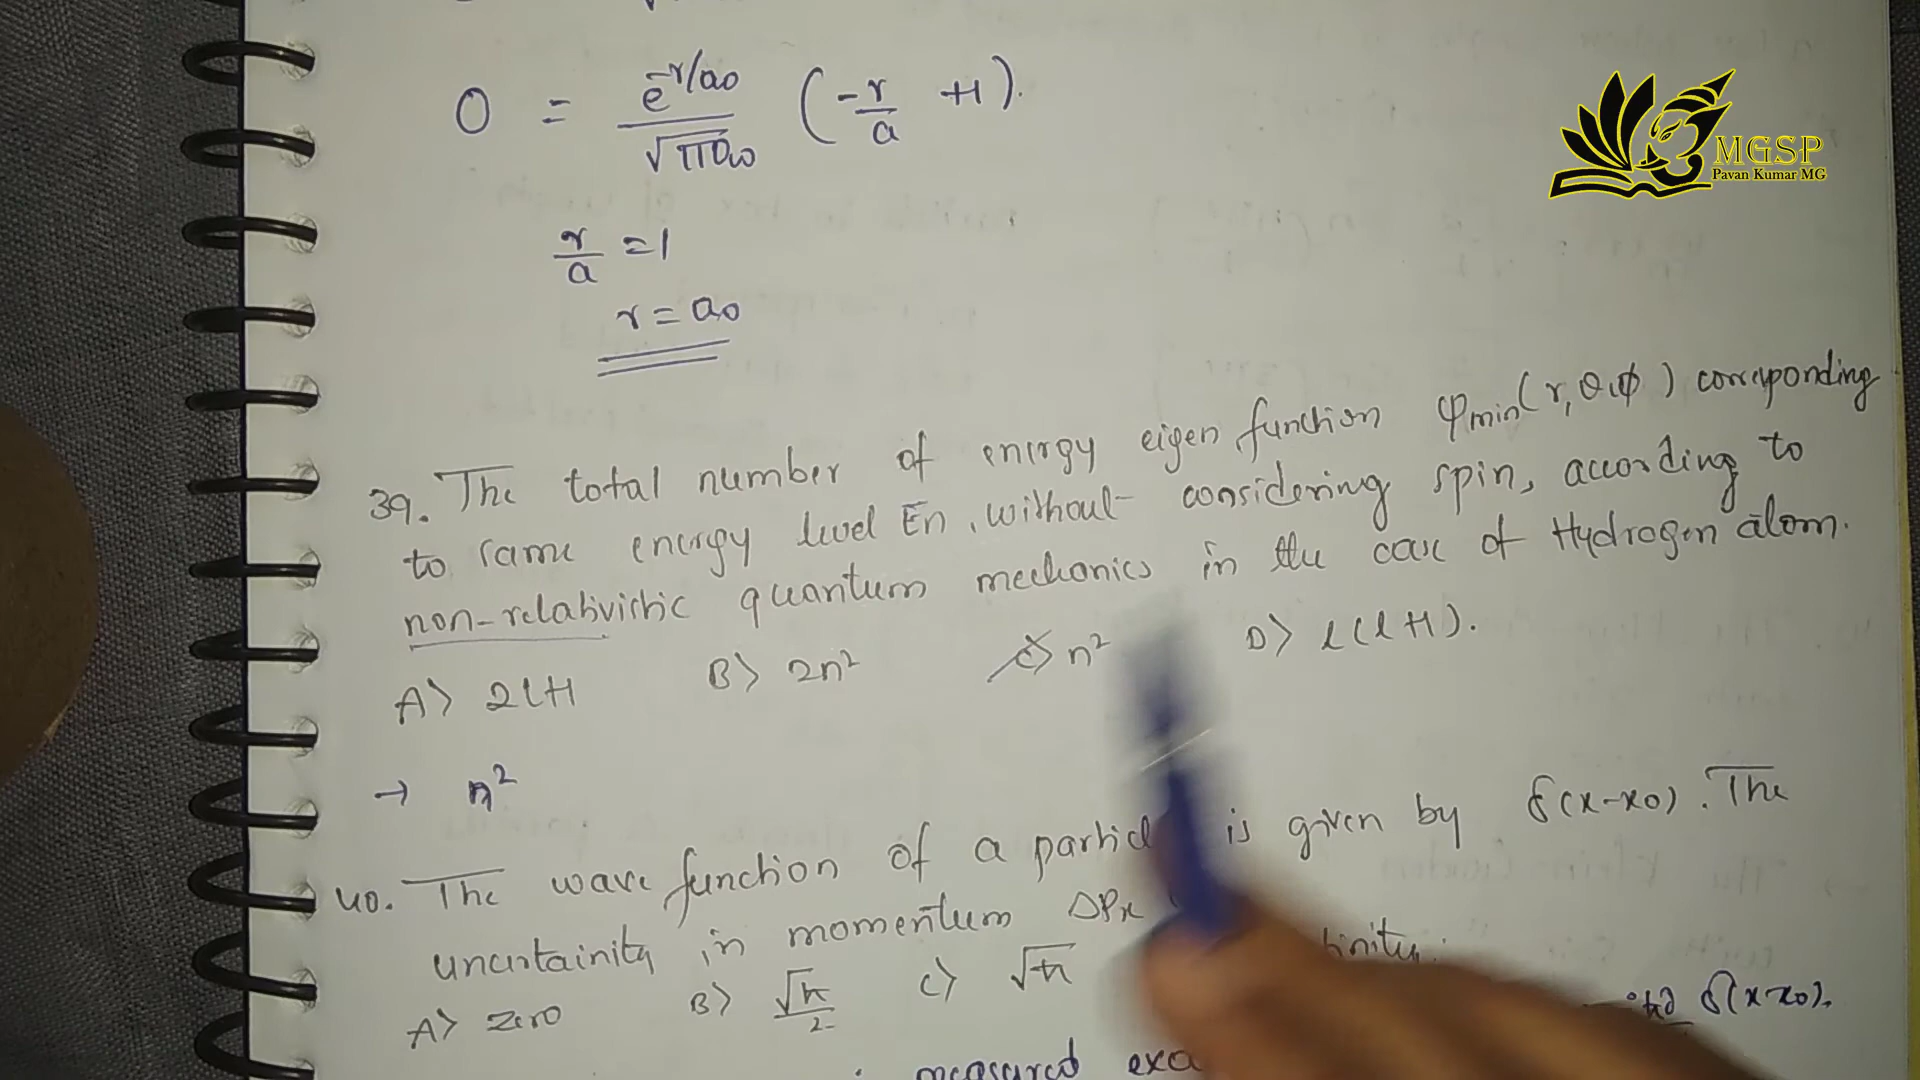 0 = e^-r/a0 / √πa0 (-r/a +1).
r/a =1
r = a0
MGSP
Pavan Kumar MG
39. The total number of energy eigen function φmin(r,θ,φ) corresponding
to same energy level En, without considering spin, according to
non-relativistic quantum mechanics in the case of Hydrogen atom.
A> 2l+1 B> 2n² C> n² D> l(l+1).
→ n²
40. The wave function of a particle is given by δ(x-x0). The
uncertainity in momentum ΔPx
A> zero B> √ħ/2 C> √ħ
δ(x-x0).
measured